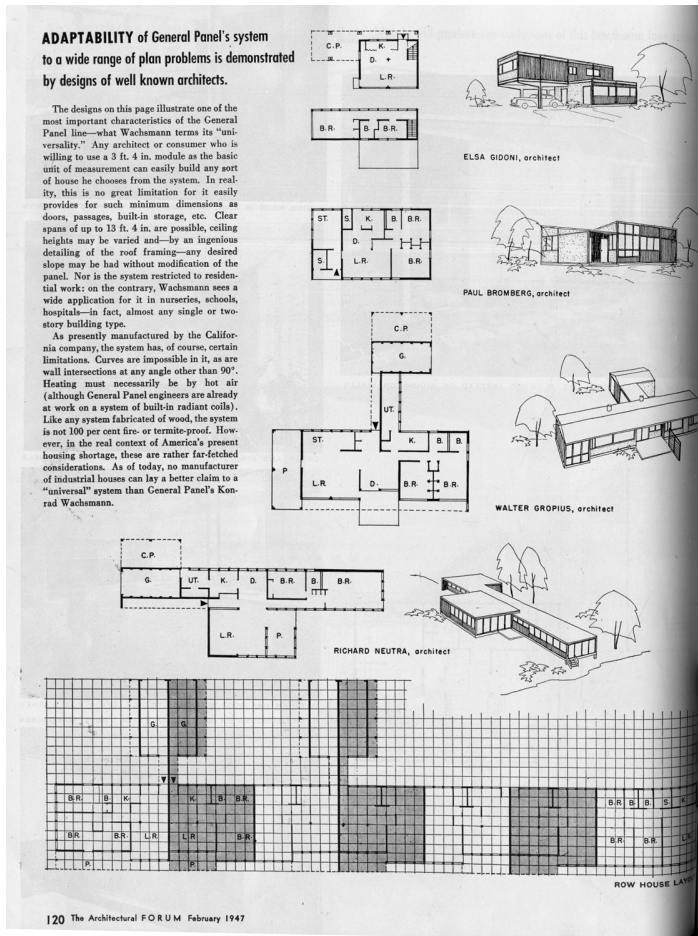 ADAPTABILITY of General Panel's system
to a wide range of plan problems is demonstrated
by designs of well known architects.
The designs on this page illustrate one of the
most important characteristics of the General
Panel line—what Wachsmann terms its "uni-
versality." Any architect or consumer who is
willing to use a 3 ft. 4 in. module as the basic
unit of measurement can easily build any sort
of house he chooses from the system. In real-
ity, this is no great limitation for it easily
provides for such minimum dimensions as
doors, passages, built-in storage, etc. Clear
spans of up to 13 ft. 4 in. are possible, ceiling
heights may be varied and—by an ingenious
detailing of the roof framing—any desired
slope may be had without modification of the
panel. Nor is the system restricted to residen-
tial work: on the contrary, Wachsmann sees a
wide application for it in nurseries, schools,
hospitals—in fact, almost any single or two-
story building type.
As presently manufactured by the Califor-
nia company, the system has, of course, certain
limitations. Curves are impossible in it, as are
wall intersections at any angle other than 90°.
Heating must necessarily be by hot air
(although General Panel engineers are already
at work on a system of built-in radiant coils).
Like any system fabricated of wood, the system
is not 100 per cent fire- or termite-proof. How-
ever, in the real context of America's present
housing shortage, these are rather far-fetched
considerations. As of today, no manufacturer
of industrial houses can lay a better claim to a
"universal" system than General Panel's Kon-
rad Wachsmann.
C.P. K.
D.
L.R.
B.R. B. B.R.
ELSA GIDONI, architect
ST. S. K. B. B.R.
D.
S. L.R. B.R.
PAUL BROMBERG, architect
C.P.
G.
UT.
ST. K. B. B.
P L.R. D. B.R. B.R.
WALTER GROPIUS, architect
C.P.
G. UT. K. D. B.R. B. B.R.
L.R. P.
RICHARD NEUTRA, architect
G. G.
B.R. B. K. K. B. B.R. B.R. B. B. S. K.
B.R. B.R. L.R. L.R. B.R. B.R. B.R.
P. P.
ROW HOUSE
120 The Architectural FORUM February 1947